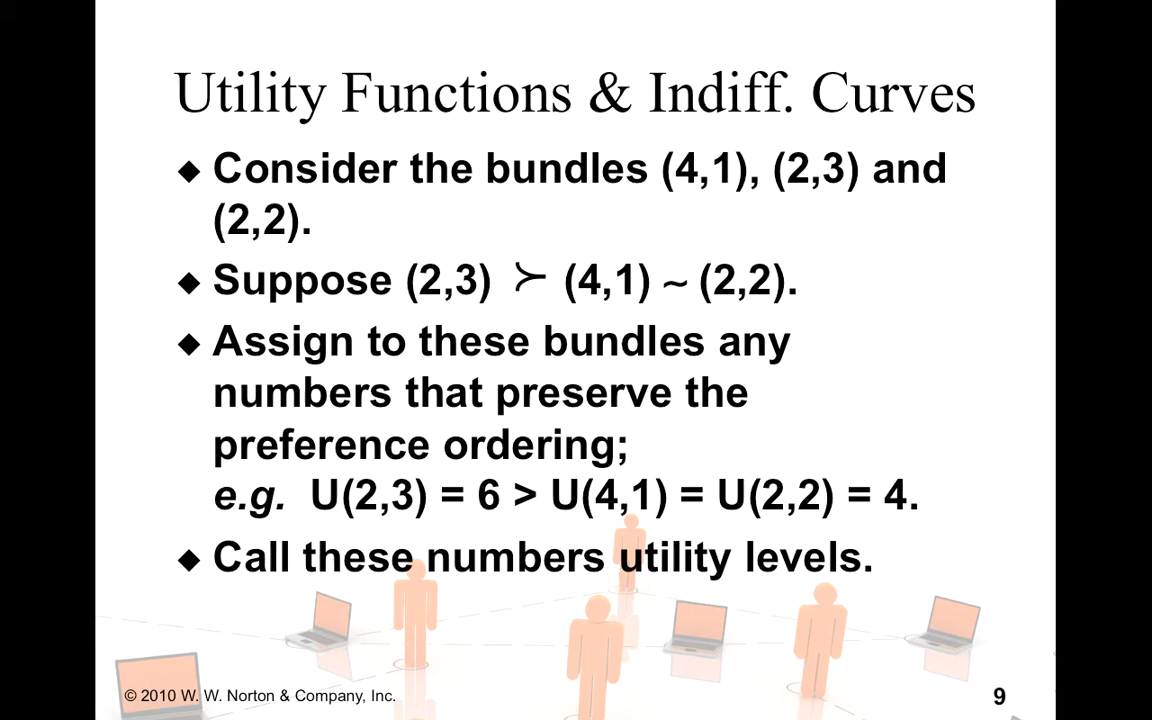 Utility Functions & Indiff. Curves
◆ Consider the bundles (4,1), (2,3) and
(2,2).
◆ Suppose (2,3) ≻ (4,1) ~ (2,2).
◆ Assign to these bundles any
numbers that preserve the
preference ordering;
e.g. U(2,3) = 6 > U(4,1) = U(2,2) = 4.
◆ Call these numbers utility levels.
© 2010 W. W. Norton & Company, Inc.
9